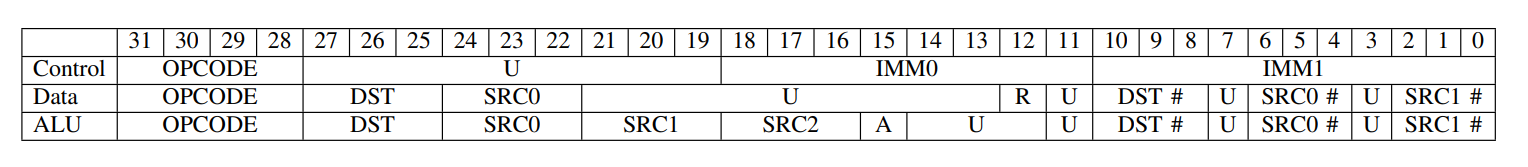 31 30 29 28 27 26 25 24 23 22 21 20 19 18 17 16 15 14 13 12 11 10 9 8 7 6 5 4 3 2 1 0
Control OPCODE U IMM0 IMM1
Data OPCODE DST SRC0 U R U DST # U SRC0 # U SRC1 #
ALU OPCODE DST SRC0 SRC1 SRC2 A U U DST # U SRC0 # U SRC1 #